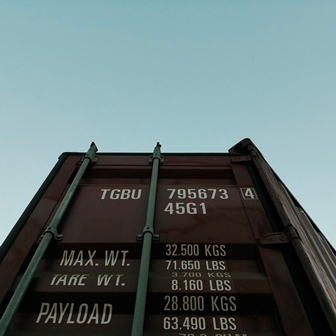 TGBU 795673 4
45G1
MAX. WT. 32.500 KGS
71.650 LBS
TARE WT. 3.700 KGS
8.160 LBS
PAYLOAD 28.800 KGS
63.490 LBS